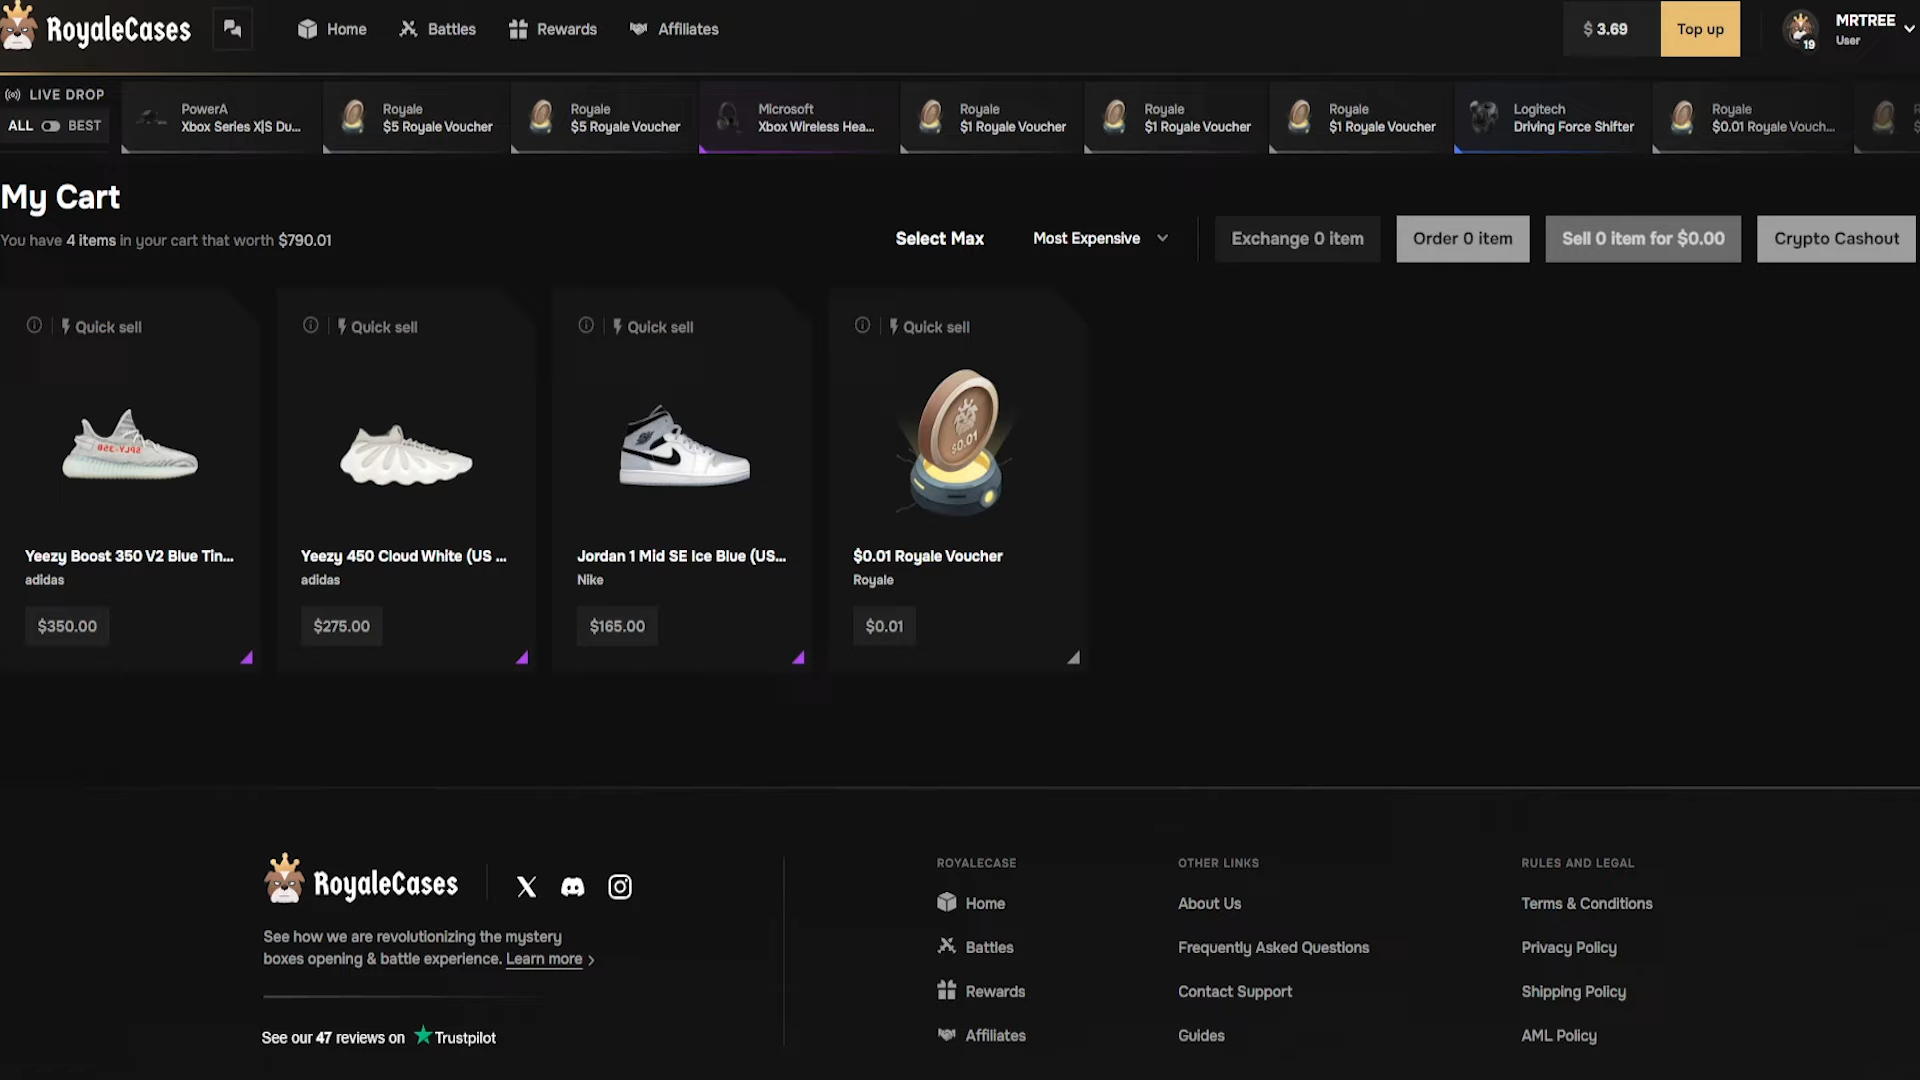 RoyaleCases
Home
Battles
Rewards
Affiliates
$ 3.69
Top up
19
MRTREE
User
LIVE DROP
ALL
BEST
PowerA
Xbox Series X|S Du...
Royale
$5 Royale Voucher
Royale
$5 Royale Voucher
Microsoft
Xbox Wireless Hea...
Royale
$1 Royale Voucher
Royale
$1 Royale Voucher
Royale
$1 Royale Voucher
Logitech
Driving Force Shifter
Royale
$0.01 Royale Vouch...
My Cart
You have 4 items in your cart that worth $790.01
Select Max
Most Expensive
Exchange 0 item
Order 0 item
Sell 0 item for $0.00
Crypto Cashout
Quick sell
Quick sell
Quick sell
Quick sell
$0.01
Yeezy Boost 350 V2 Blue Tin...
adidas
$350.00
Yeezy 450 Cloud White (US ...
adidas
$275.00
Jordan 1 Mid SE Ice Blue (US...
Nike
$165.00
$0.01 Royale Voucher
Royale
$0.01
RoyaleCases
See how we are revolutionizing the mystery
boxes opening & battle experience. Learn more >
See our 47 reviews on Trustpilot
ROYALECASE
Home
Battles
Rewards
Affiliates
OTHER LINKS
About Us
Frequently Asked Questions
Contact Support
Guides
RULES AND LEGAL
Terms & Conditions
Privacy Policy
Shipping Policy
AML Policy